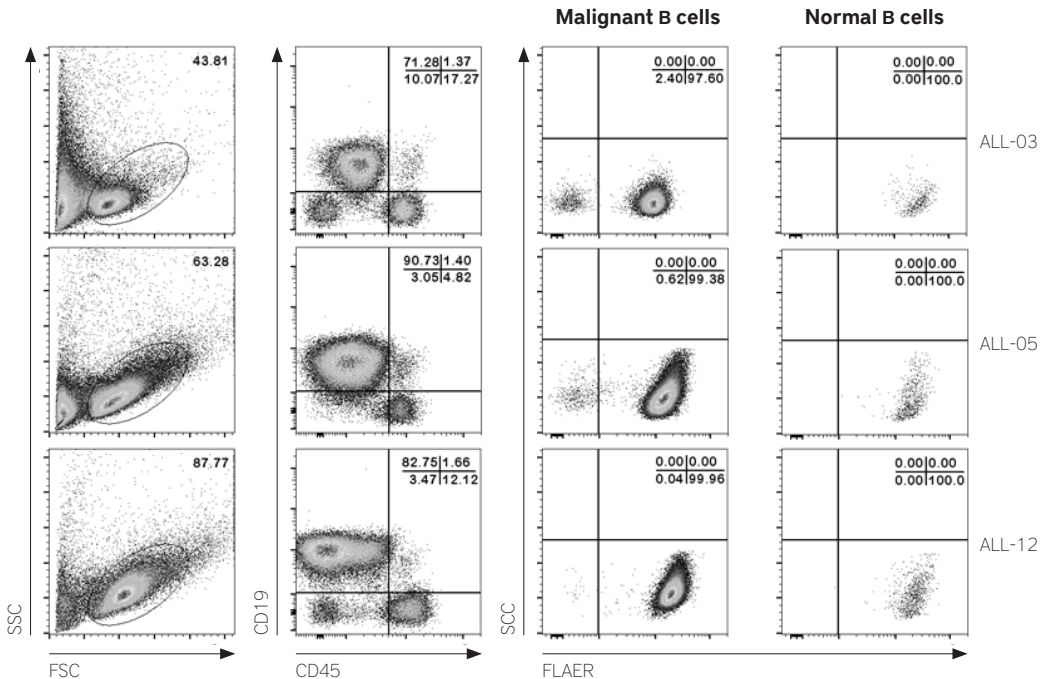 Malignant B cells
Normal B cells
43.81
71.28 1.37
10.07 17.27
0.00 0.00
2.40 97.60
0.00 0.00
0.00 100.0
ALL-03
63.28
90.73 1.40
3.05 4.82
0.00 0.00
0.62 99.38
0.00 0.00
0.00 100.0
ALL-05
87.77
82.75 1.66
3.47 12.12
0.00 0.00
0.04 99.96
0.00 0.00
0.00 100.0
ALL-12
SSC
CD19
SCC
FSC
CD45
FLAER